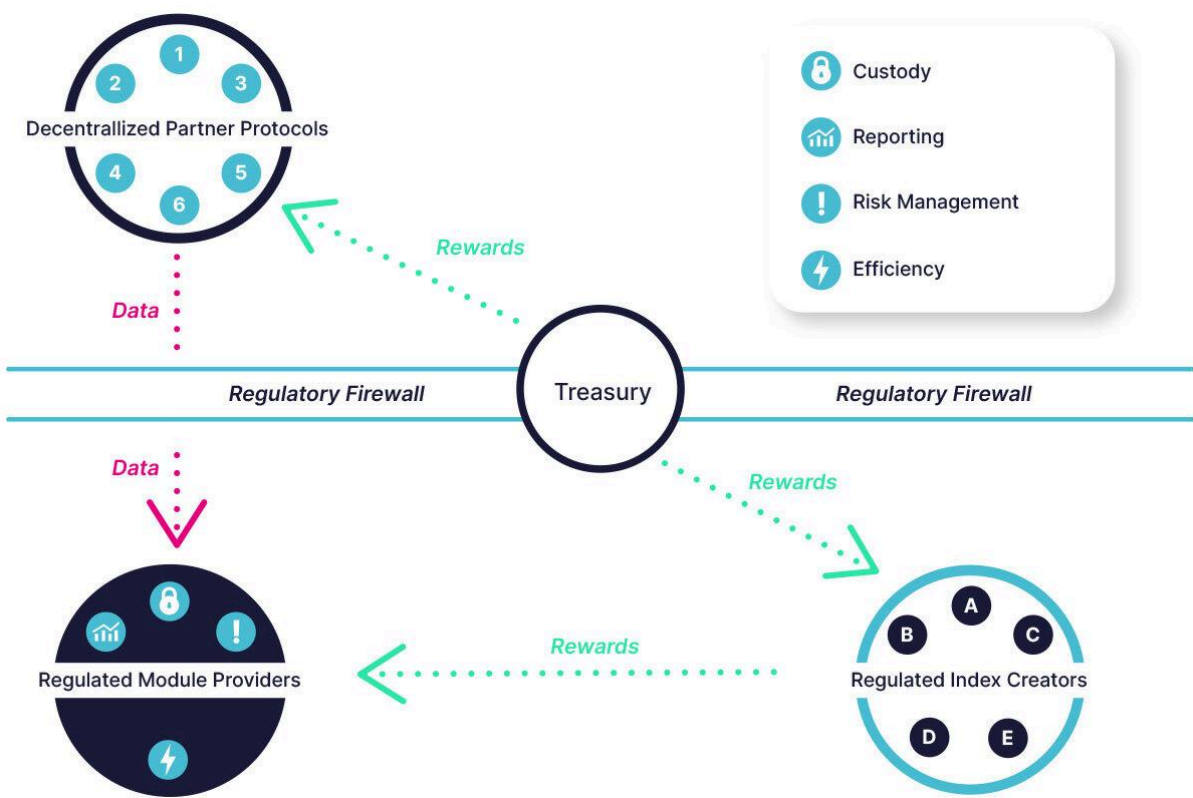 1
2
3
Decentrallized Partner Protocols
4
5
6
Custody
Reporting
Risk Management
Efficiency
Rewards
Data
Regulatory Firewall
Treasury
Regulatory Firewall
Data
Rewards
Regulated Module Providers
Rewards
A
B
C
Regulated Index Creators
D
E